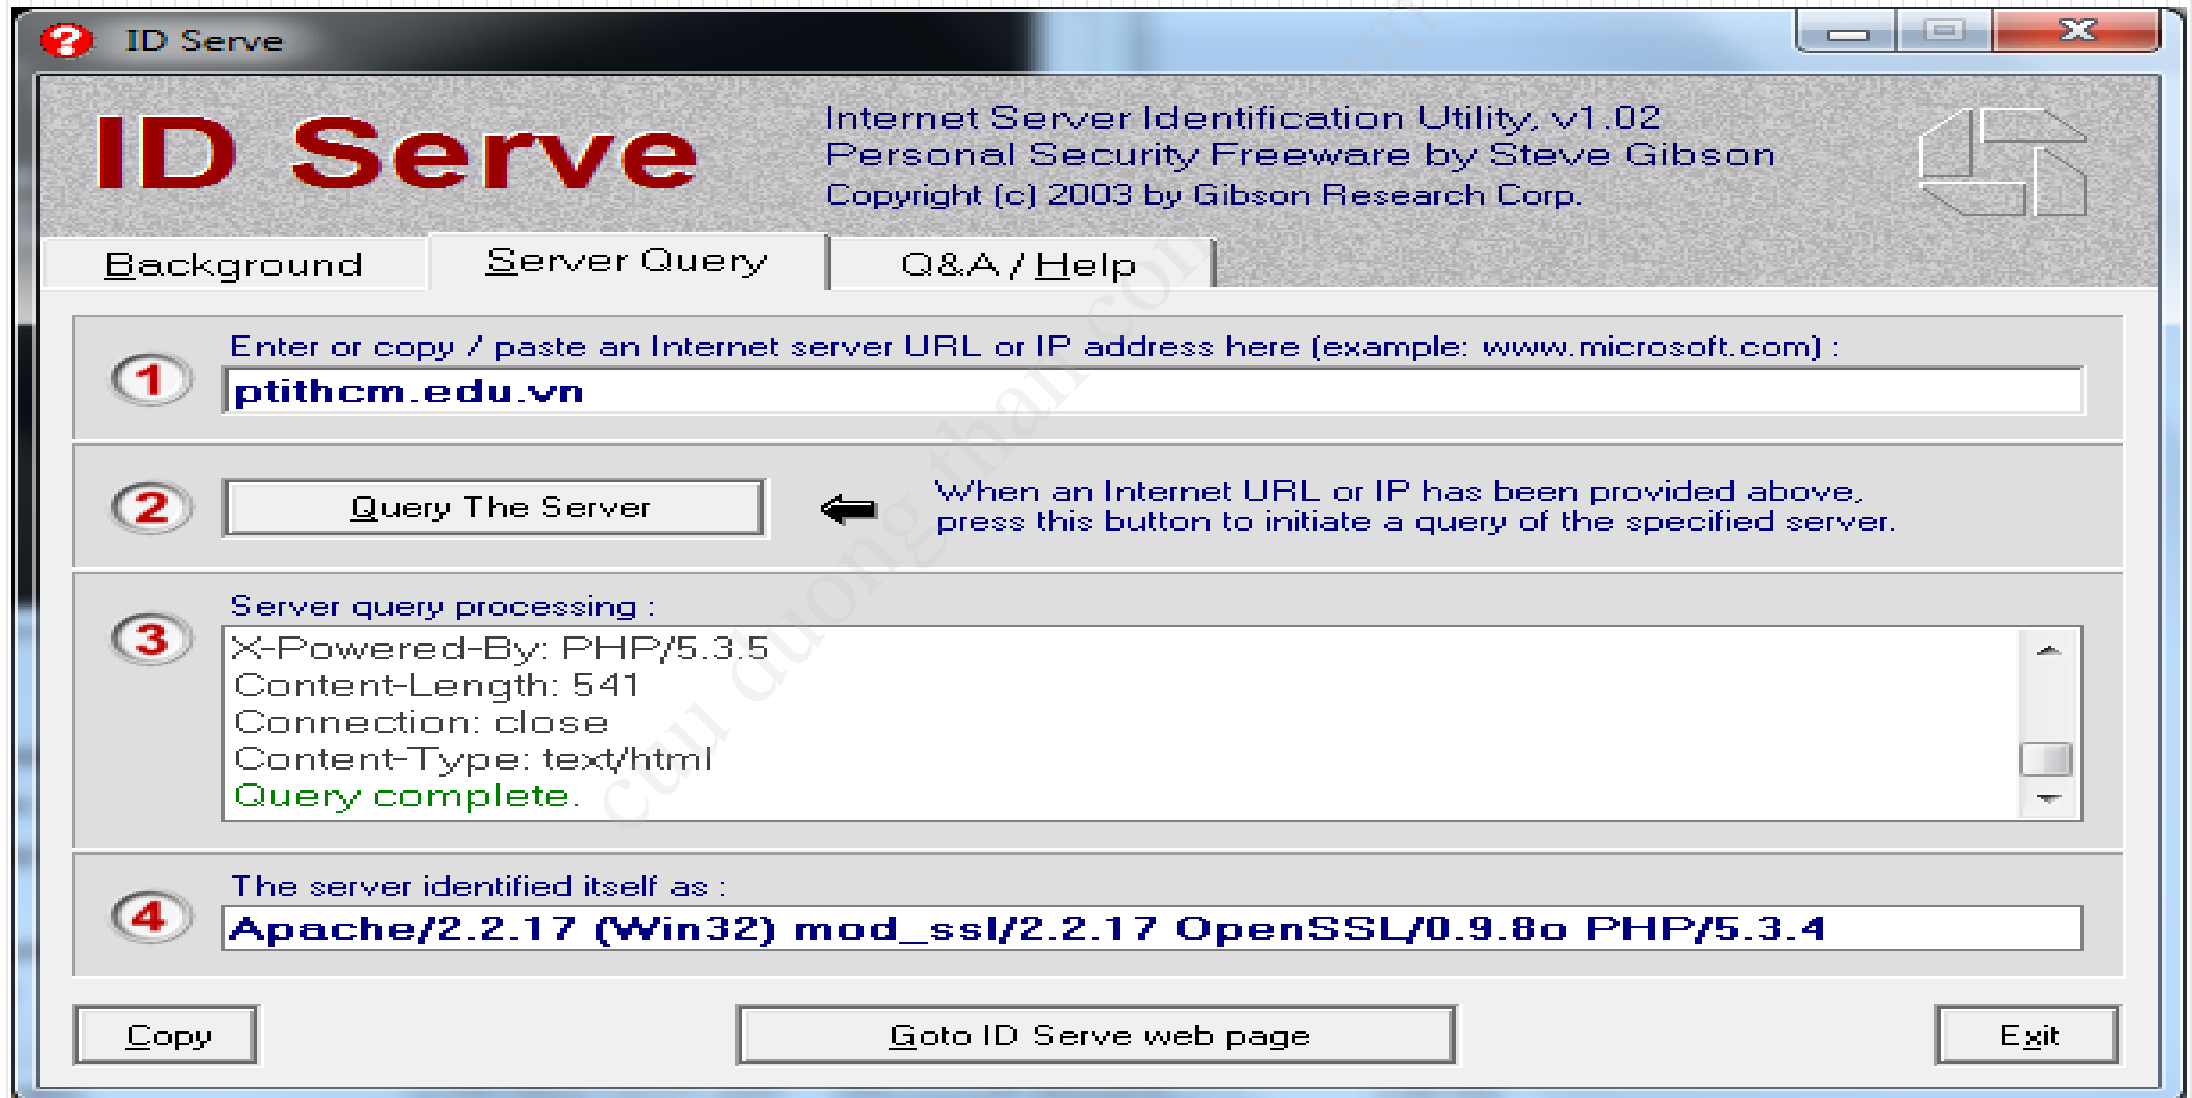 ID Serve
ID Serve
Internet Server Identification Utility, v1.02
Personal Security Freeware by Steve Gibson
Copyright (c) 2003 by Gibson Research Corp.
Background
Server Query
Q&A / Help
1
Enter or copy / paste an Internet server URL or IP address here (example: www.microsoft.com) :
ptithcm.edu.vn
2
Query The Server
When an Internet URL or IP has been provided above,
press this button to initiate a query of the specified server.
3
Server query processing :
X-Powered-By: PHP/5.3.5
Content-Length: 541
Connection: close
Content-Type: text/html
Query complete.
4
The server identified itself as :
Apache/2.2.17 (Win32) mod_ssl/2.2.17 OpenSSL/0.9.8o PHP/5.3.4
Copy
Goto ID Serve web page
Exit
cuu duong than com